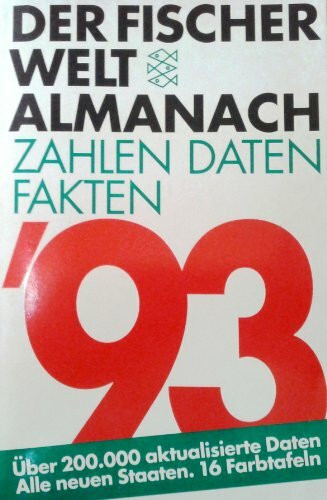 DER FISCHER
WELT
ALMANACH
ZAHLEN DATEN
FAKTEN
'93
Über 200.000 aktualisierte Daten
Alle neuen Staaten. 16 Farbtafeln